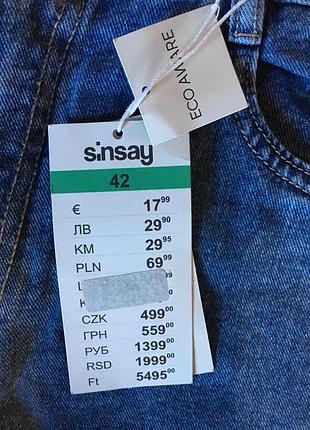 ECO AWARE
sinsay
42
€ 17⁹⁹
ЛВ 29⁹⁰
KM 29⁹⁵
PLN 69⁹⁹
CZK 499⁰⁰
ГРН 559⁰⁰
РУБ 1399⁰⁰
RSD 1999⁰⁰
Ft 5495⁰⁰